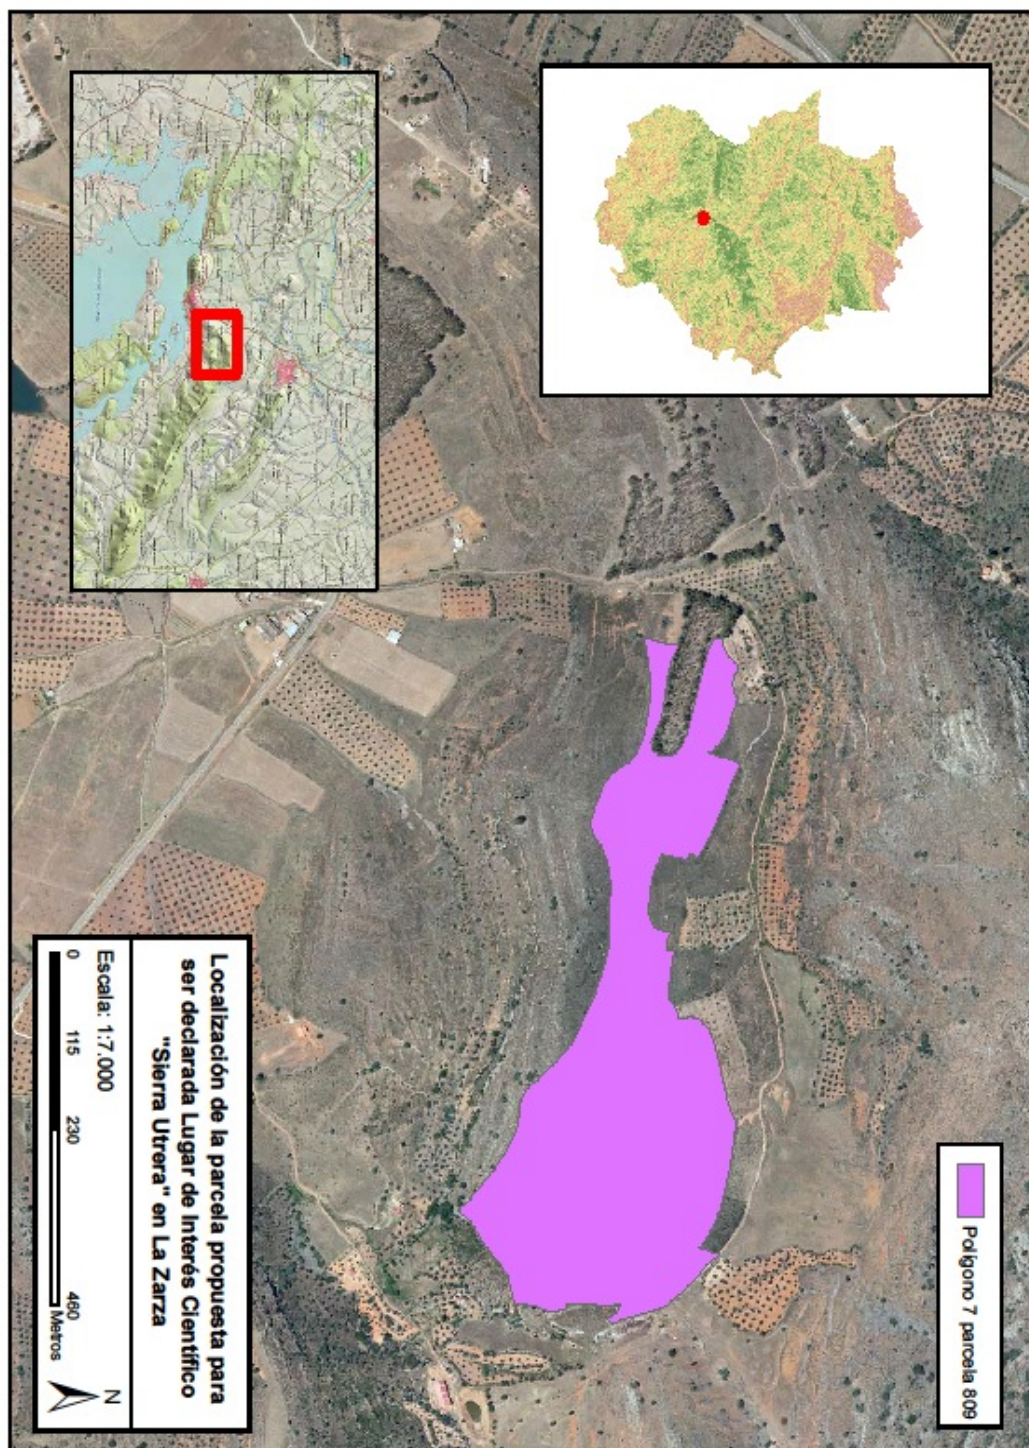 Polígono 7 parcela 809
Localización de la parcela propuesta para
ser declarada Lugar de Interés Científico
"Sierra Utrera" en La Zarza
Escala: 1:7.000
0 115 230 460
Metros
N